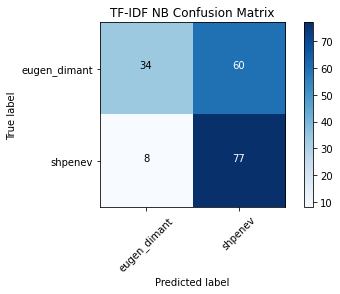 TF-IDF NB Confusion Matrix
True label
eugen_dimant
34
60
shpenev
8
77
eugen_dimant
shpenev
Predicted label
70
60
50
40
30
20
10